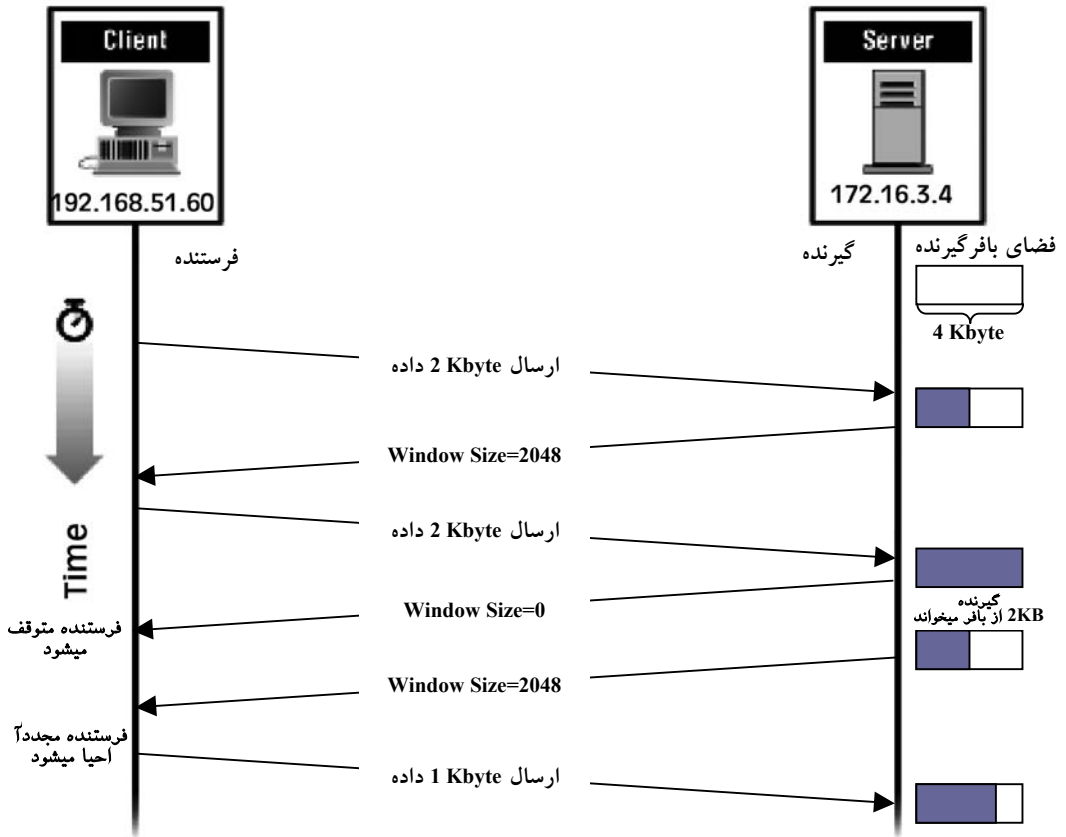 Client
Server
192.168.51.60
172.16.3.4
فرستنده
گیرنده
فضای بافرگیرنده
4 Kbyte
ارسال 2 Kbyte داده
Window Size=2048
ارسال 2 Kbyte داده
Time
Window Size=0
گیرنده
2KB از بافر میخواند
فرستنده متوقف
میشود
Window Size=2048
فرستنده مجددآ
احیا میشود
ارسال 1 Kbyte داده